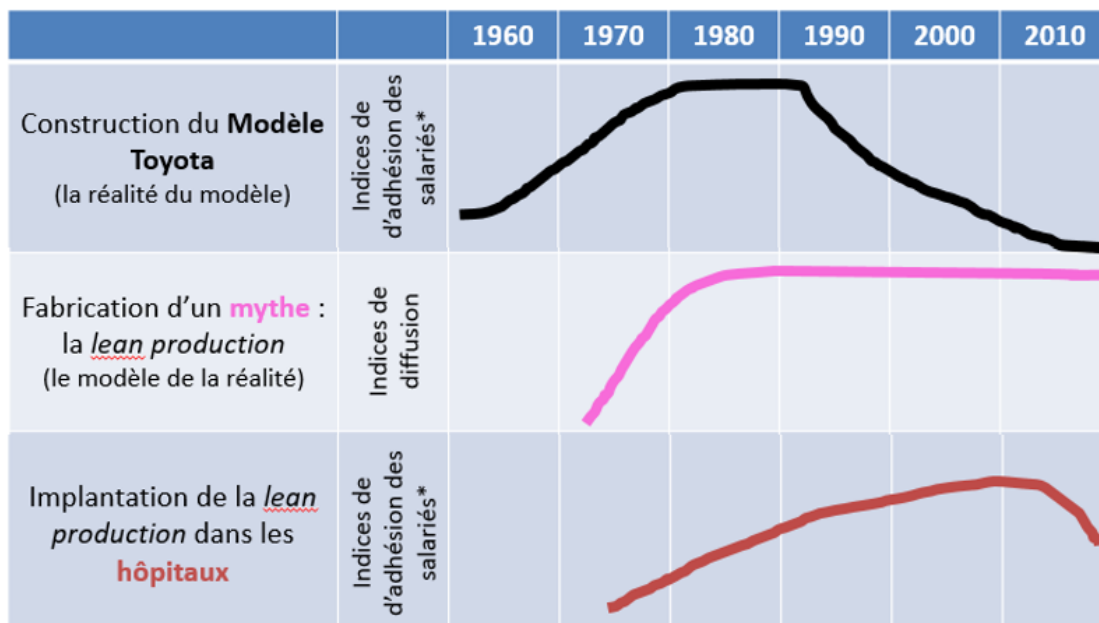 1960 1970 1980 1990 2000 2010
Construction du Modèle
Toyota
(la réalité du modèle)
Indices de
d'adhésion des
salariés*
Fabrication d'un mythe :
la lean production
(le modèle de la réalité)
Indices de
diffusion
Implantation de la lean
production dans les
hôpitaux
Indices de
d'adhésion des
salariés*